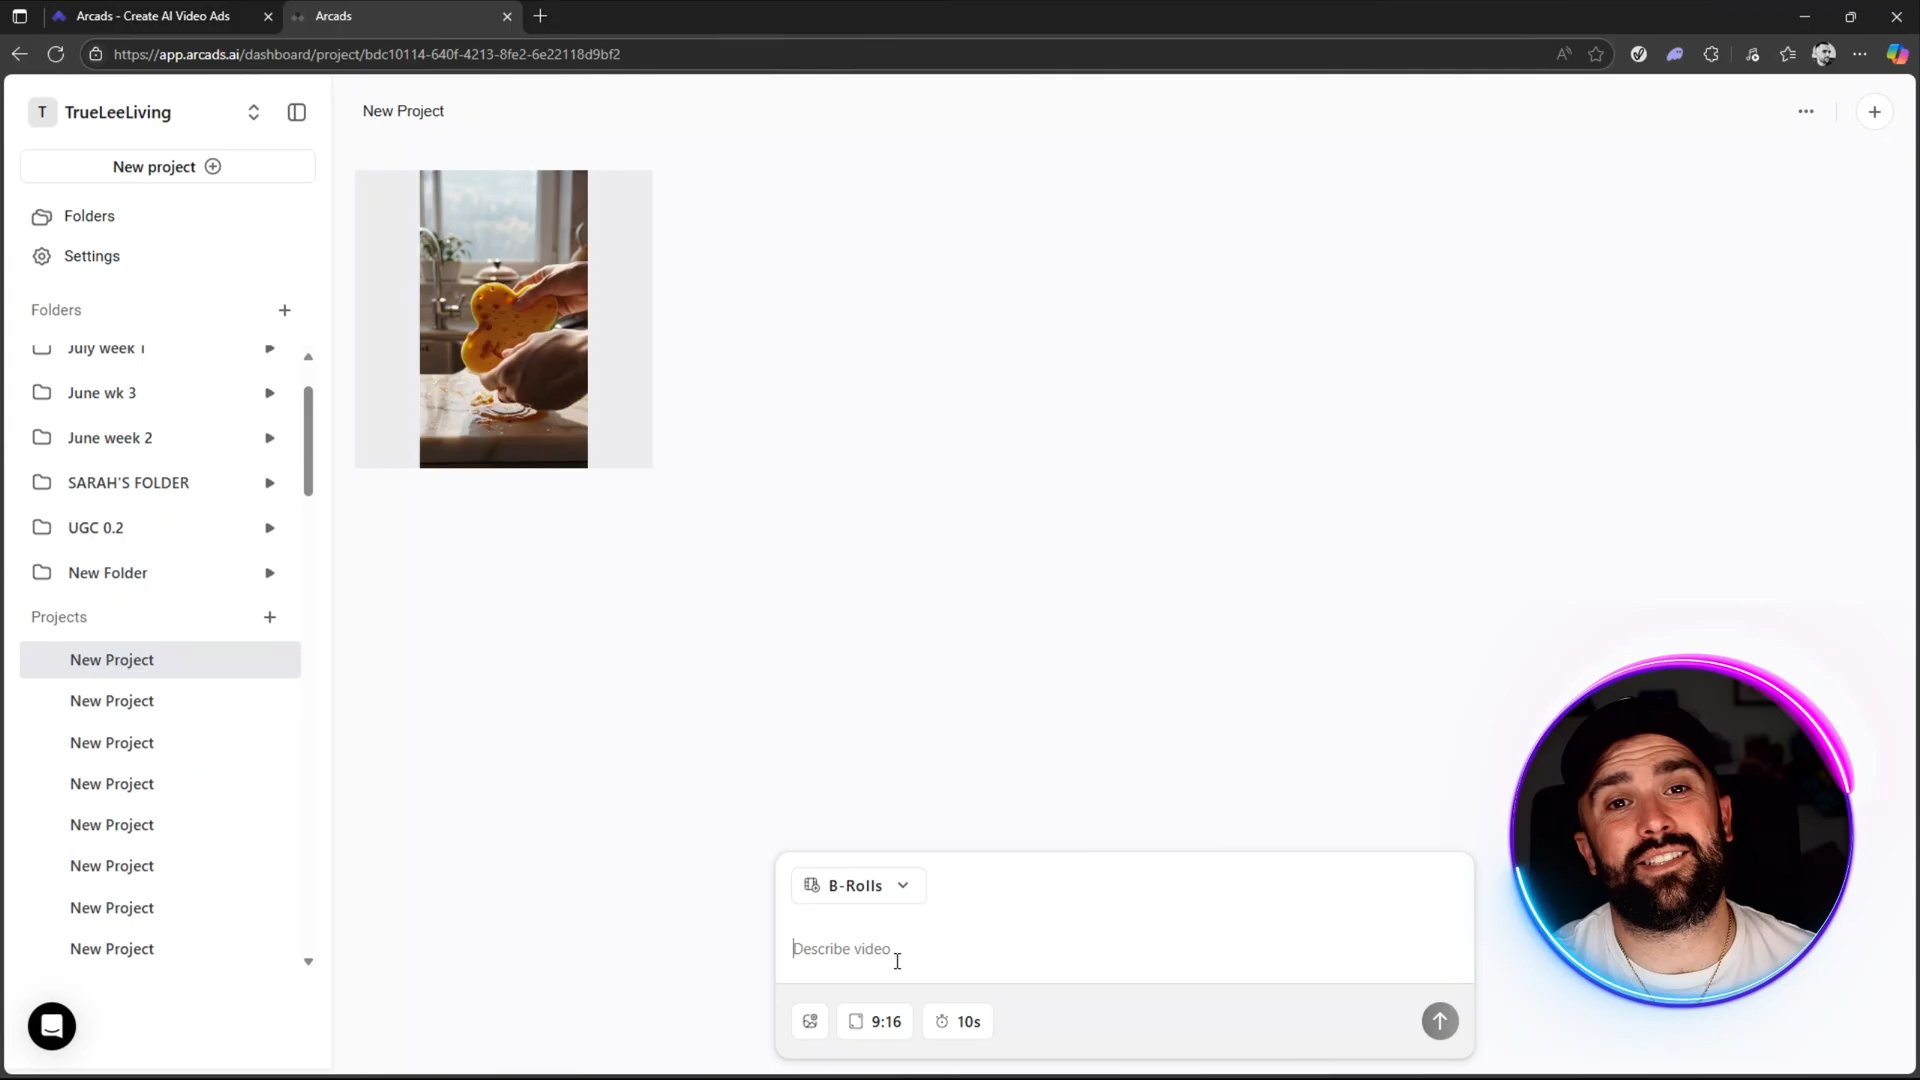 Arcads - Create AI Video Ads
Arcads
https://app.arcads.ai/dashboard/project/bdc10114-640f-4213-8fe2-6e22118d9bf2
T TrueLeeLiving
New Project
New project
Folders
Settings
Folders
July week 1
June wk 3
June week 2
SARAH'S FOLDER
UGC 0.2
New Folder
Projects
New Project
New Project
New Project
New Project
New Project
New Project
New Project
New Project
B-Rolls
Describe video
9:16
10s